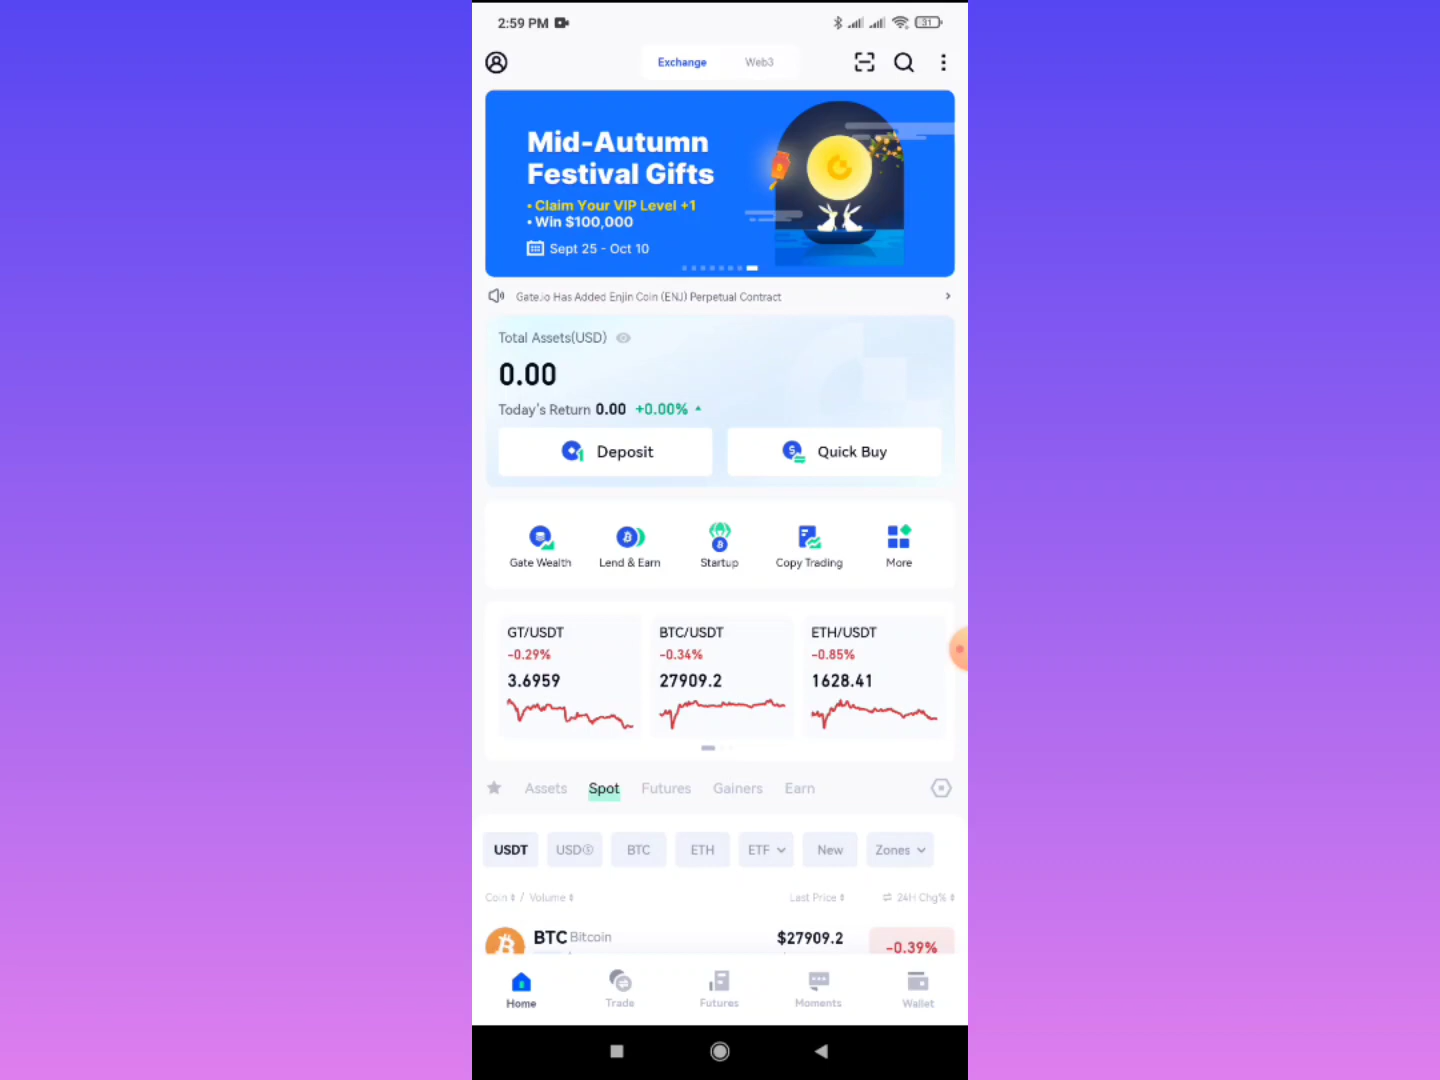 2:59 PM
31
Exchange Web3
Mid-Autumn
Festival Gifts
• Claim Your VIP Level +1
• Win $100,000
Sept 25 - Oct 10
Gate.io Has Added Enjin Coin (ENJ) Perpetual Contract
Total Assets(USD)
0.00
Today's Return 0.00 +0.00%
Deposit Quick Buy
Gate Wealth Lend & Earn Startup Copy Trading More
GT/USDT BTC/USDT ETH/USDT
-0.29% -0.34% -0.85%
3.6959 27909.2 1628.41
Assets Spot Futures Gainers Earn
USDT USDⓈ BTC ETH ETF New Zones
Coin / Volume Last Price 24H Chg%
BTC Bitcoin $27909.2 -0.39%
Home Trade Futures Moments Wallet